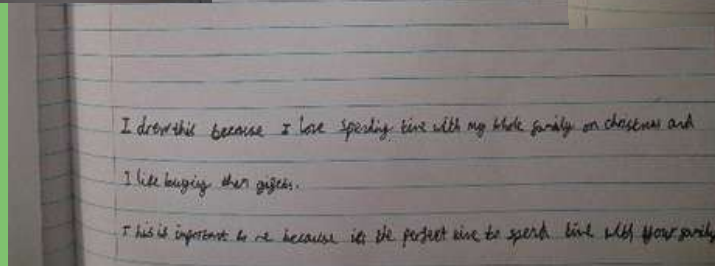 I drew this because I love spending time with my whole family on christmas and
I like buying them gifts.
This is important to me because its the perfect time to spend time with your family